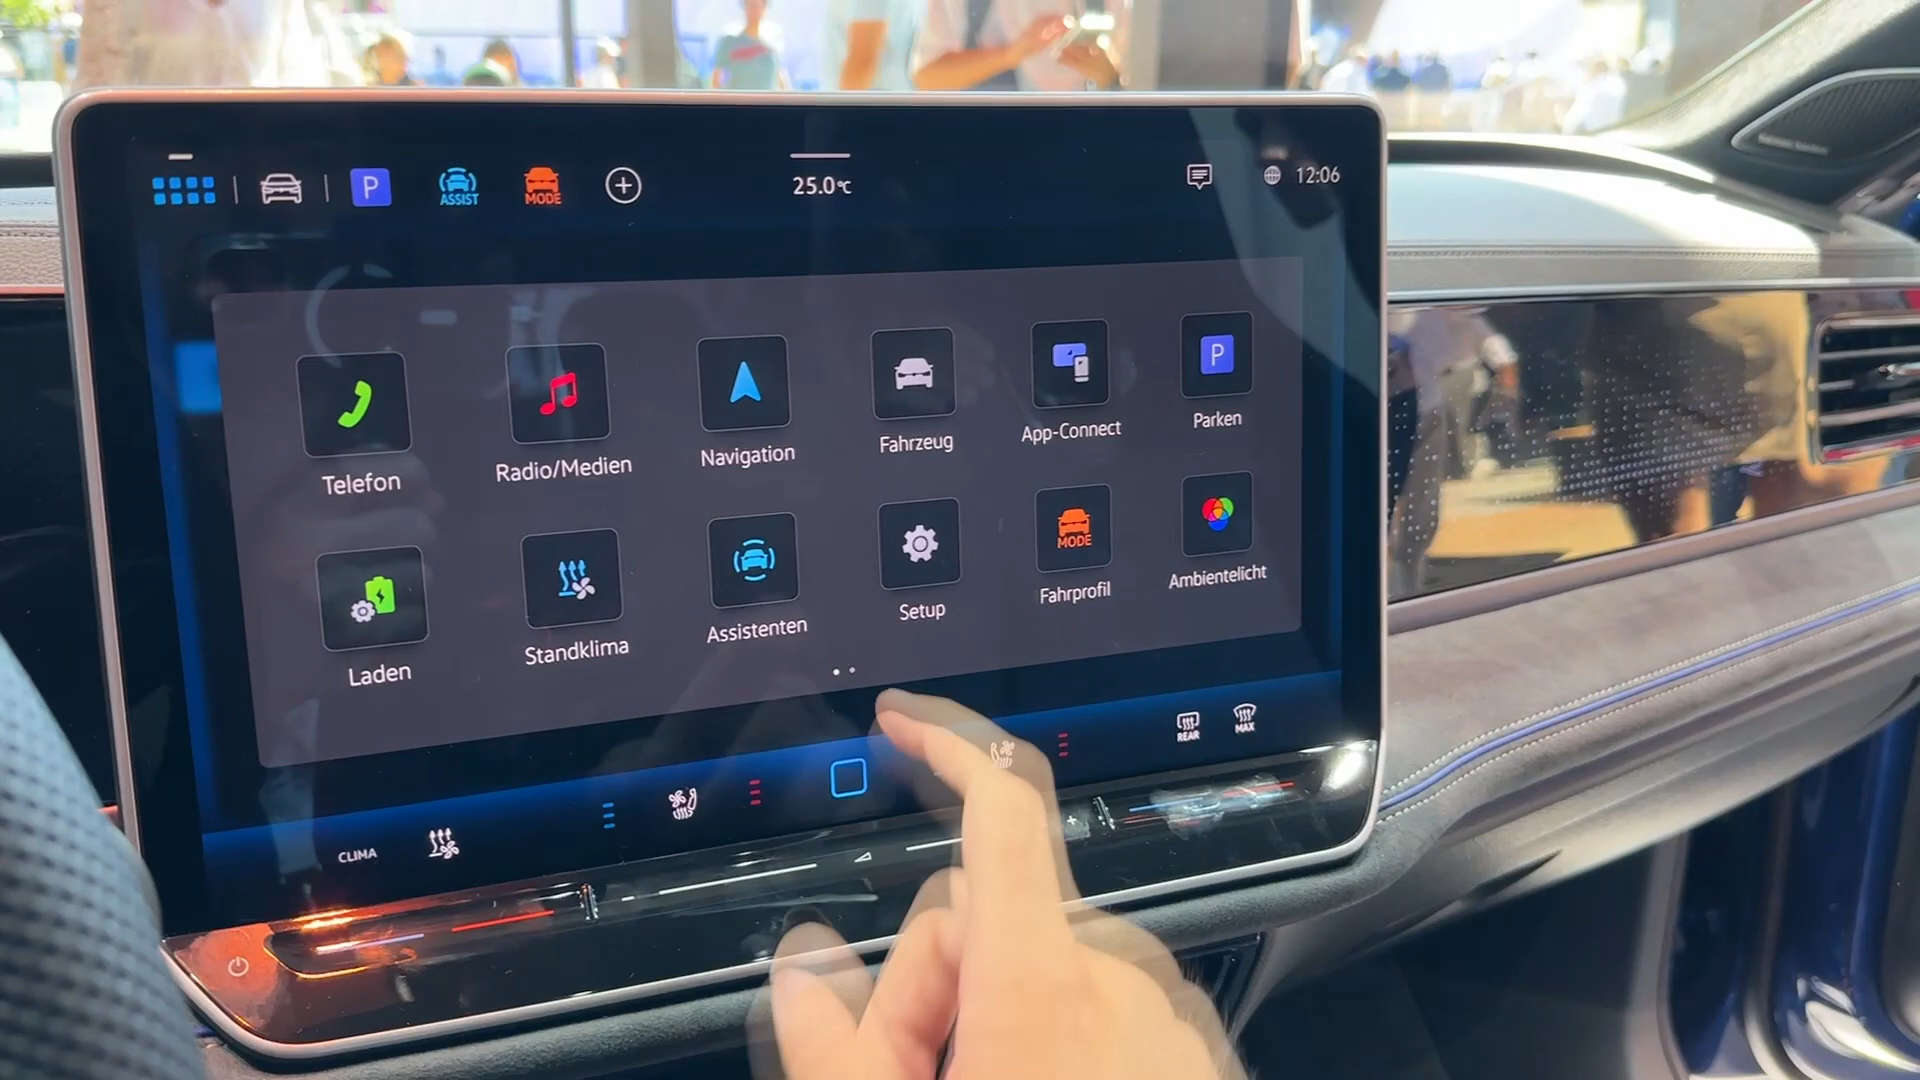 P
ASSIST
MODE
25.0°C
12:06
Telefon
Radio/Medien
Navigation
Fahrzeug
App-Connect
P
Parken
Laden
Standklima
Assistenten
Setup
MODE
Fahrprofil
Ambientelicht
CLIMA
REAR
MAX